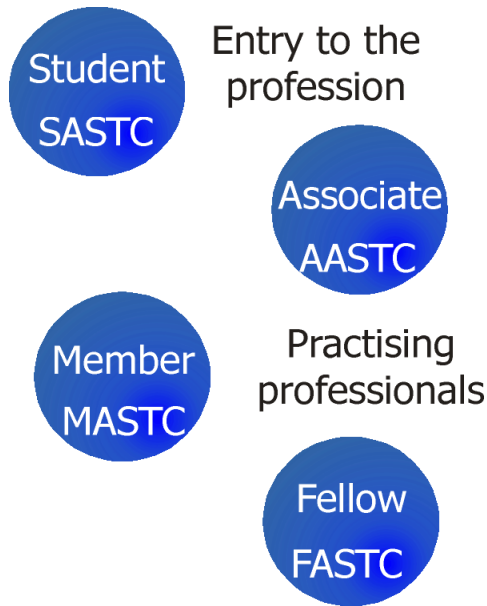 Student
SASTC
Entry to the
profession
Associate
AASTC
Member
MASTC
Practising
professionals
Fellow
FASTC